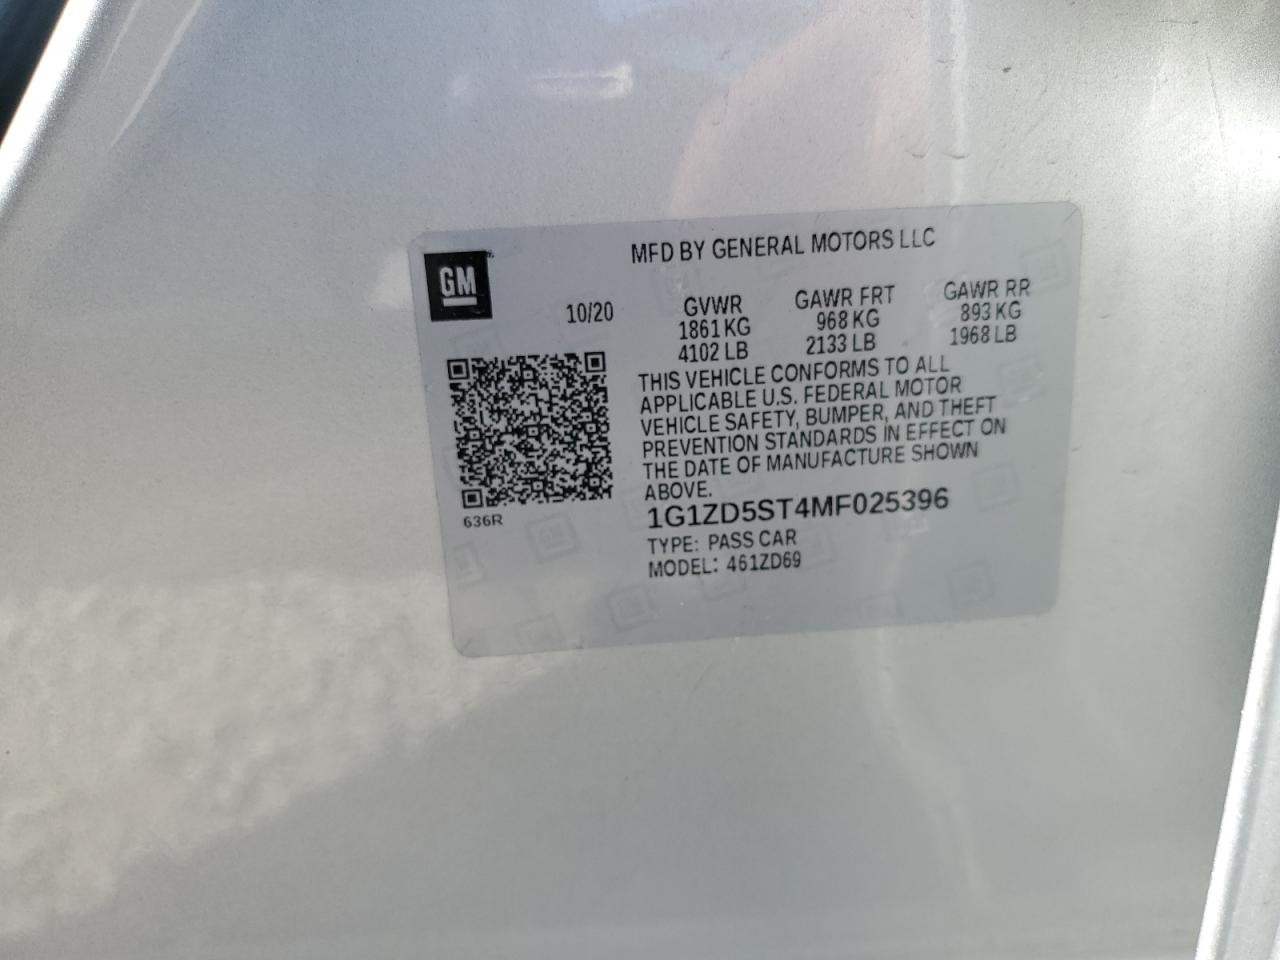 MFD BY GENERAL MOTORS LLC
GM
10/20 GVWR GAWR FRT GAWR RR
1861 KG 968 KG 893 KG
4102 LB 2133 LB 1968 LB
THIS VEHICLE CONFORMS TO ALL
APPLICABLE U.S. FEDERAL MOTOR
VEHICLE SAFETY, BUMPER, AND THEFT
PREVENTION STANDARDS IN EFFECT ON
THE DATE OF MANUFACTURE SHOWN
ABOVE.
636R
1G1ZD5ST4MF025396
TYPE: PASS CAR
MODEL: 461ZD69